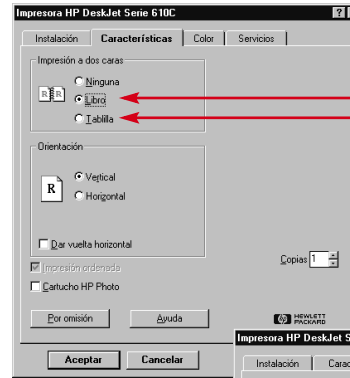 Impresora HP DeskJet Serie 610C
Instalación Características Color Servicios
Impresión a dos caras
Ninguna
R R
Libro
Tablilla
Orientación
Vertical
R
Horizontal
Dar vuelta horizontal
Copias 1
Impresión ordenada
Cartucho HP Photo
Por omisión Ayuda
hp HEWLETT
PACKARD
Impresora HP DeskJet S
Aceptar Cancelar
Instalación Carac